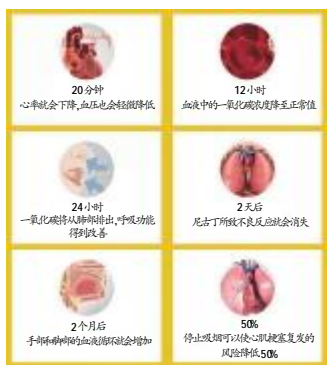 20分钟
心率就会下降,血压也会轻微降低
12小时
血液中的一氧化碳浓度降至正常值
24小时
一氧化碳将从肺部排出,呼吸功能
得到改善
2天后
尼古丁所致不良反应就会消失
2个月后
手部和脚部的血液循环就会增加
50%
停止吸烟可以使心肌梗塞复发的
风险降低50%